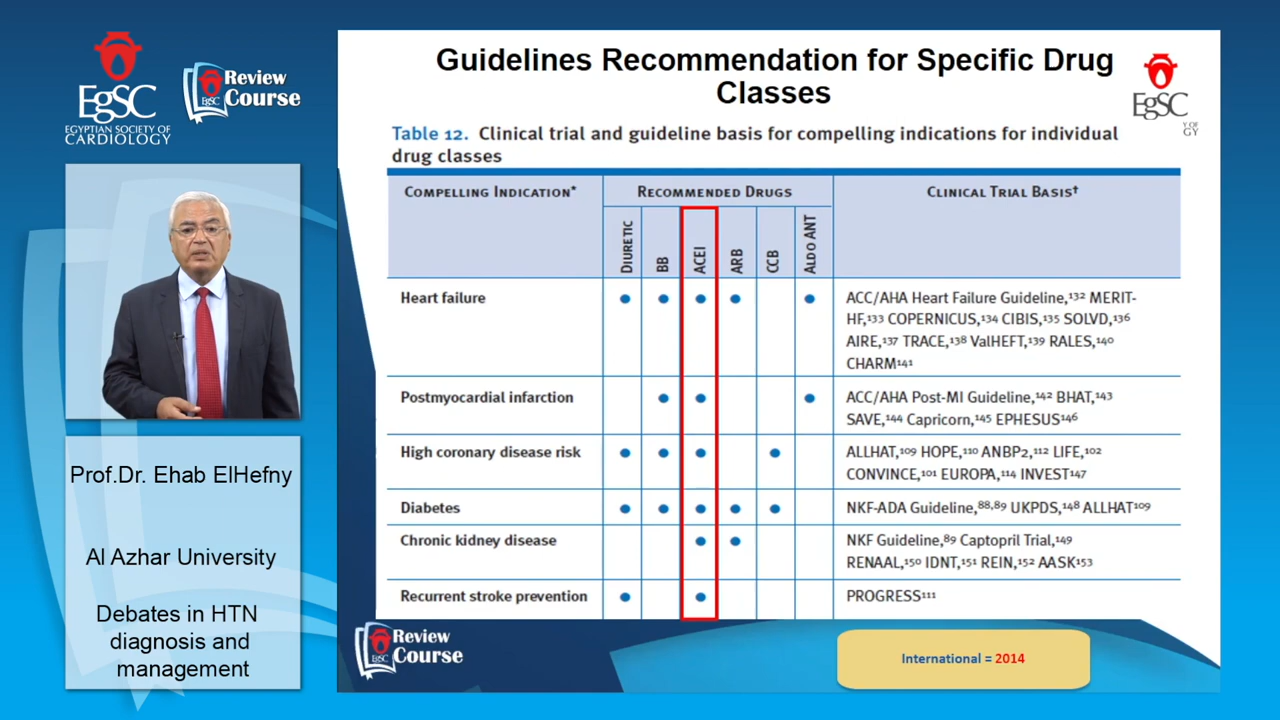 EgSC
EGYPTIAN SOCIETY OF
CARDIOLOGY
EgSC
Review
Course
Prof.Dr. Ehab ElHefny
Al Azhar University
Debates in HTN
diagnosis and
management
Guidelines Recommendation for Specific Drug
Classes
EgSC
Y OF
GY
Table 12. Clinical trial and guideline basis for compelling indications for individual
drug classes
COMPELLING INDICATION*
RECOMMENDED DRUGS
CLINICAL TRIAL BASIS†
DIURETIC
BB
ACEI
ARB
CCB
ALDO ANT
Heart failure
• • • • •
ACC/AHA Heart Failure Guideline,¹³² MERIT-
HF,¹³³ COPERNICUS,¹³⁴ CIBIS,¹³⁵ SOLVD,¹³⁶
AIRE,¹³⁷ TRACE,¹³⁸ ValHEFT,¹³⁹ RALES,¹⁴⁰
CHARM¹⁴¹
Postmyocardial infarction
• • •
ACC/AHA Post-MI Guideline,¹⁴² BHAT,¹⁴³
SAVE,¹⁴⁴ Capricorn,¹⁴⁵ EPHESUS¹⁴⁶
High coronary disease risk
• • • •
ALLHAT,¹⁰⁹ HOPE,¹¹⁰ ANBP2,¹¹² LIFE,¹⁰²
CONVINCE,¹⁰¹ EUROPA,¹¹⁴ INVEST¹⁴⁷
Diabetes
• • • • •
NKF-ADA Guideline,⁸⁸,⁸⁹ UKPDS,¹⁴⁸ ALLHAT¹⁰⁹
Chronic kidney disease
• •
NKF Guideline,⁸⁹ Captopril Trial,¹⁴⁹
RENAAL,¹⁵⁰ IDNT,¹⁵¹ REIN,¹⁵² AASK¹⁵³
Recurrent stroke prevention
• •
PROGRESS¹¹¹
EgSC
Review
Course
International = 2014